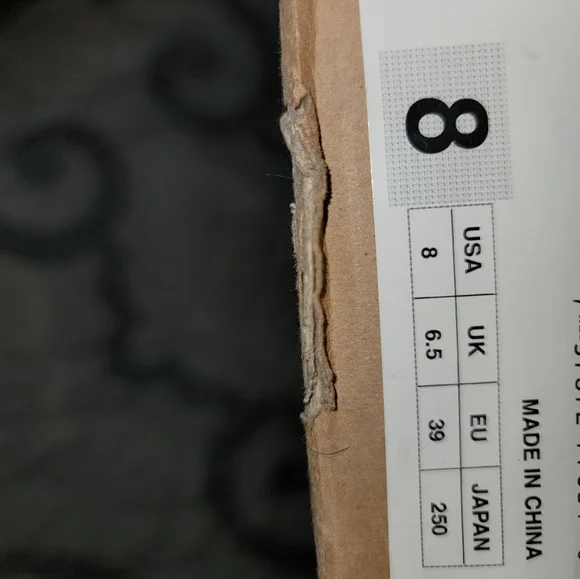 8
USA UK EU JAPAN
8 6.5 39 250
MADE IN CHINA